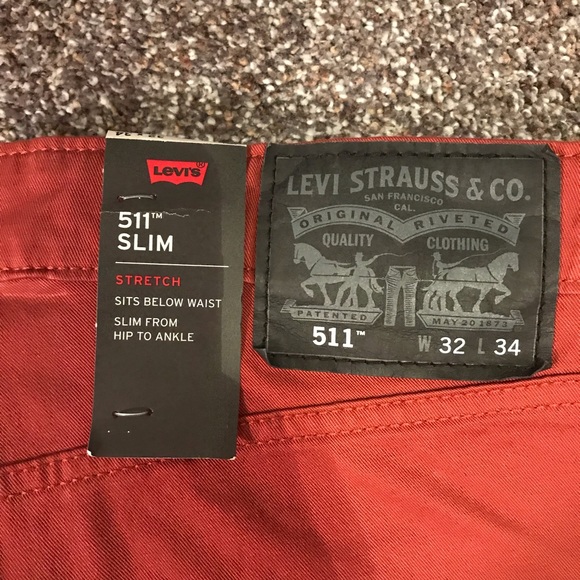 Levi's
511™
SLIM
STRETCH
SITS BELOW WAIST
SLIM FROM
HIP TO ANKLE
LEVI STRAUSS & CO.
SAN FRANCISCO
CAL.
ORIGINAL RIVETED
QUALITY CLOTHING
PATENTED MAY 20 1873
511™ W 32 L 34